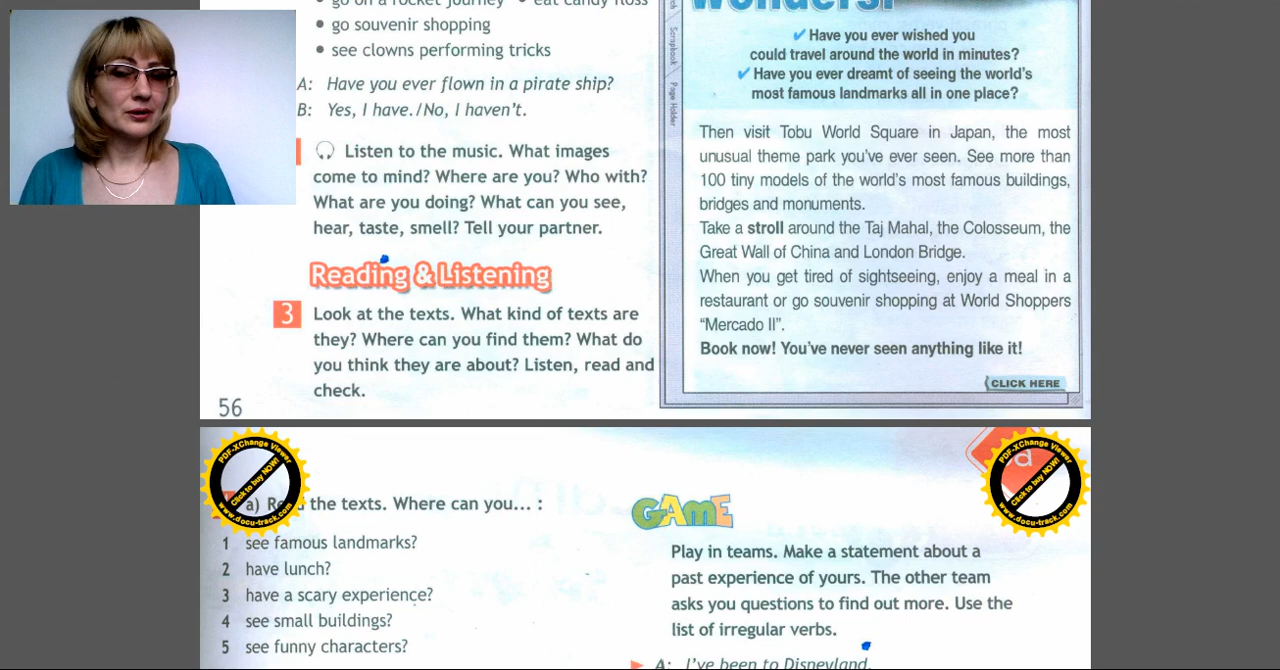 • go on a rocket journey • eat candy floss
• go souvenir shopping
• see clowns performing tricks
A: Have you ever flown in a pirate ship?
B: Yes, I have./No, I haven't.
Listen to the music. What images
come to mind? Where are you? Who with?
What are you doing? What can you see,
hear, taste, smell? Tell your partner.
Reading & Listening
3 Look at the texts. What kind of texts are
they? Where can you find them? What do
you think they are about? Listen, read and
check.
56
Scrapbook
Page Holder
Wonders!
✓ Have you ever wished you
could travel around the world in minutes?
✓ Have you ever dreamt of seeing the world's
most famous landmarks all in one place?
Then visit Tobu World Square in Japan, the most
unusual theme park you've ever seen. See more than
100 tiny models of the world's most famous buildings,
bridges and monuments.
Take a stroll around the Taj Mahal, the Colosseum, the
Great Wall of China and London Bridge.
When you get tired of sightseeing, enjoy a meal in a
restaurant or go souvenir shopping at World Shoppers
"Mercado II".
Book now! You've never seen anything like it!
CLICK HERE
PDF-XChange Viewer
Click to buy NOW!
www.docu-track.com
a) Read the texts. Where can you... :
1 see famous landmarks?
2 have lunch?
3 have a scary experience?
4 see small buildings?
5 see funny characters?
GAME
Play in teams. Make a statement about a
past experience of yours. The other team
asks you questions to find out more. Use the
list of irregular verbs.
A: I've been to Disneyland.
PDF-XChange Viewer
Click to buy NOW!
www.docu-track.com
a